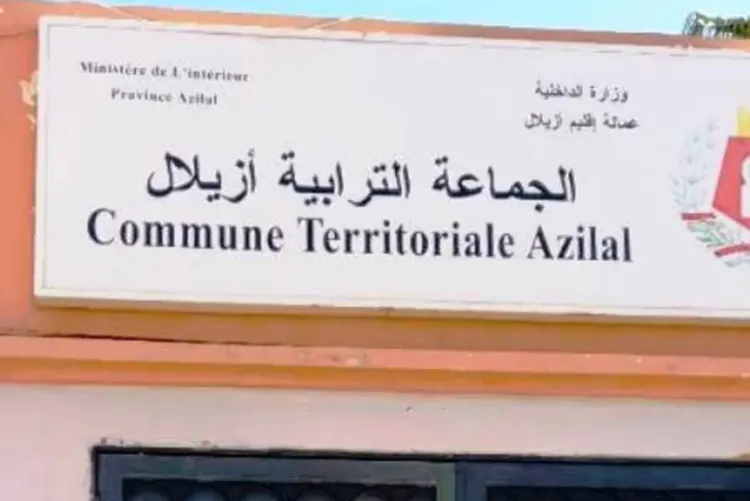 Ministère de L'intérieur
Province Azilal
وزارة الداخلية
عمالة إقليم أزيلال
الجماعة الترابية أزيلال
Commune Territoriale Azilal